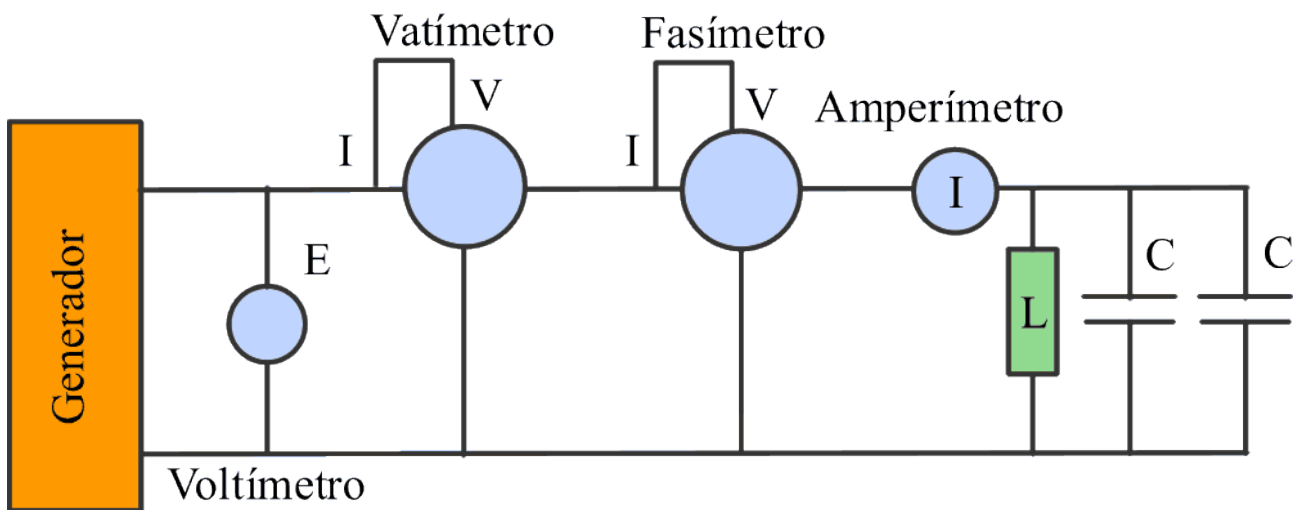 Vatímetro
Fasímetro
V
V
Amperímetro
I
I
I
Generador
E
L
C
C
Voltímetro